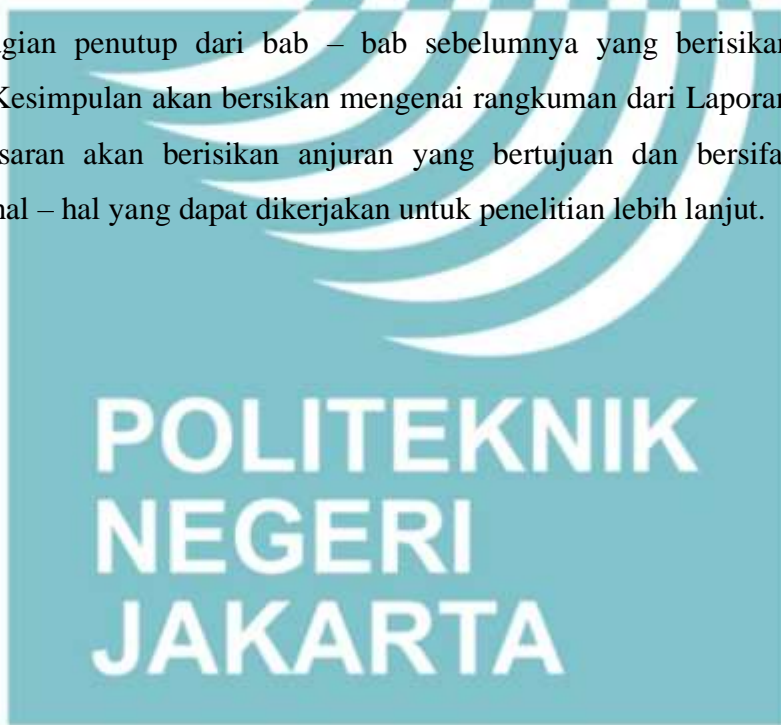 gian penutup dari bab – bab sebelumnya yang berisikan
Kesimpulan akan bersikan mengenai rangkuman dari Laporan
saran akan berisikan anjuran yang bertujuan dan bersifa
hal – hal yang dapat dikerjakan untuk penelitian lebih lanjut.
POLITEKNIK
NEGERI
JAKARTA